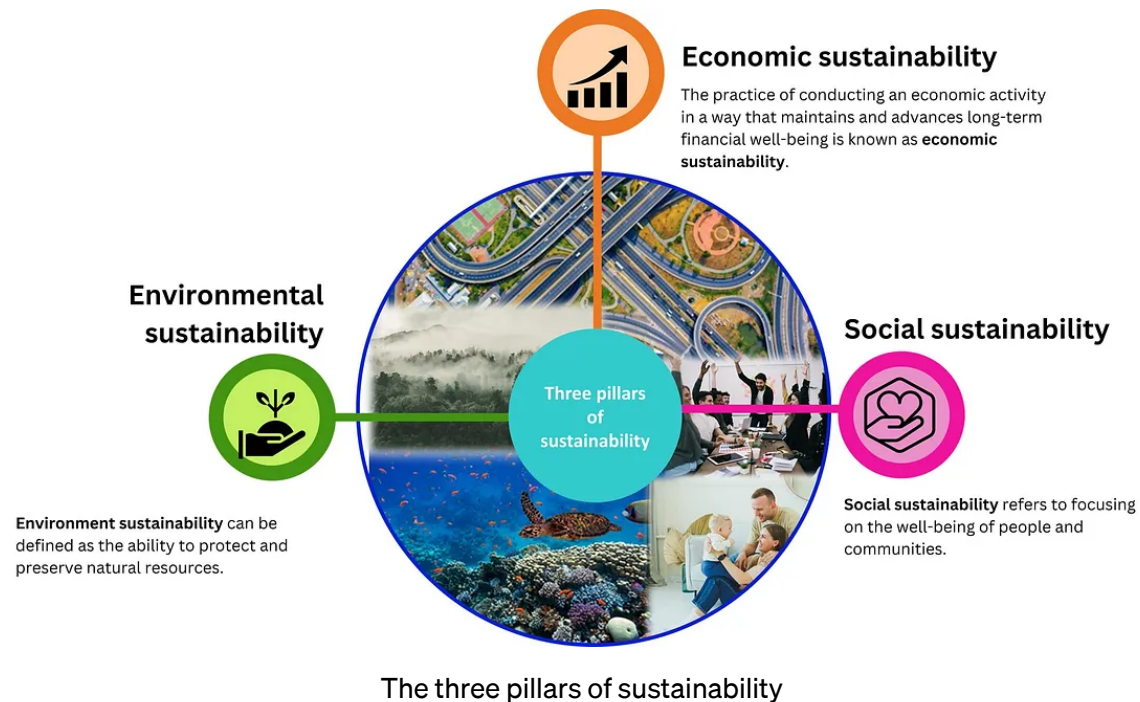 Economic sustainability
The practice of conducting an economic activity
in a way that maintains and advances long-term
financial well-being is known as economic
sustainability.
Environmental
sustainability
Social sustainability
Three pillars
of
sustainability
Environment sustainability can be
defined as the ability to protect and
preserve natural resources.
Social sustainability refers to focusing
on the well-being of people and
communities.
The three pillars of sustainability